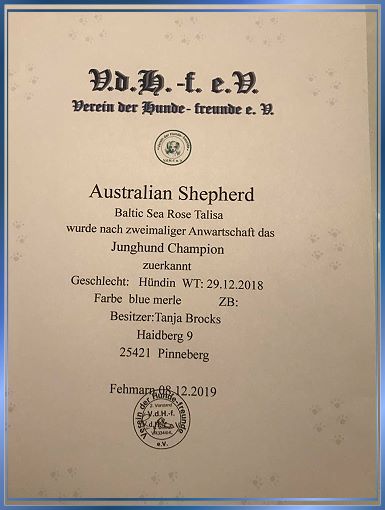 V.d.H.-f. e.V.
Verein der Hunde-freunde e. V.
Australian Shepherd
Baltic Sea Rose Talisa
wurde nach zweimaliger Anwartschaft das
Junghund Champion
zuerkannt
Geschlecht: Hündin WT: 29.12.2018
Farbe blue merle ZB:
Besitzer:Tanja Brocks
Haidberg 9
25421 Pinneberg
Fehmarn 08.12.2019
Verein der Hunde-freunde
V.d.H.-f.
e.V.